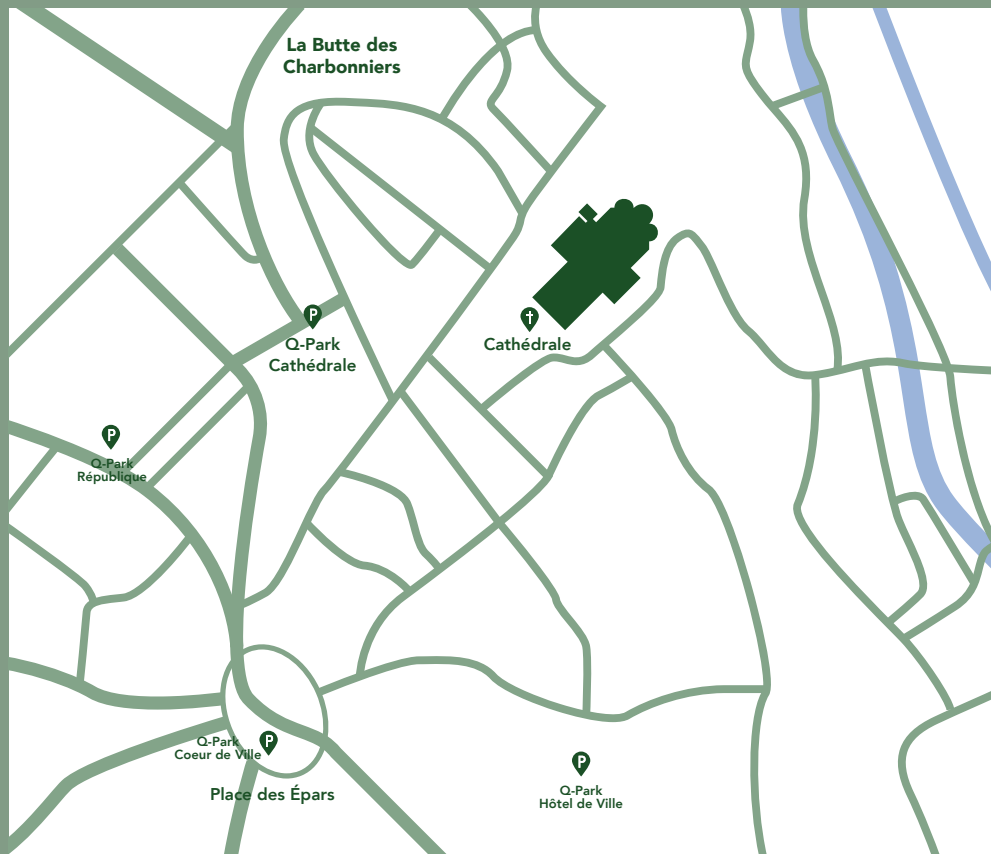 La Butte des
Charbonniers
P
Q-Park
Cathédrale
Cathédrale
P
Q-Park
République
Q-Park
Coeur de Ville
P
Place des Épars
P
Q-Park
Hôtel de Ville